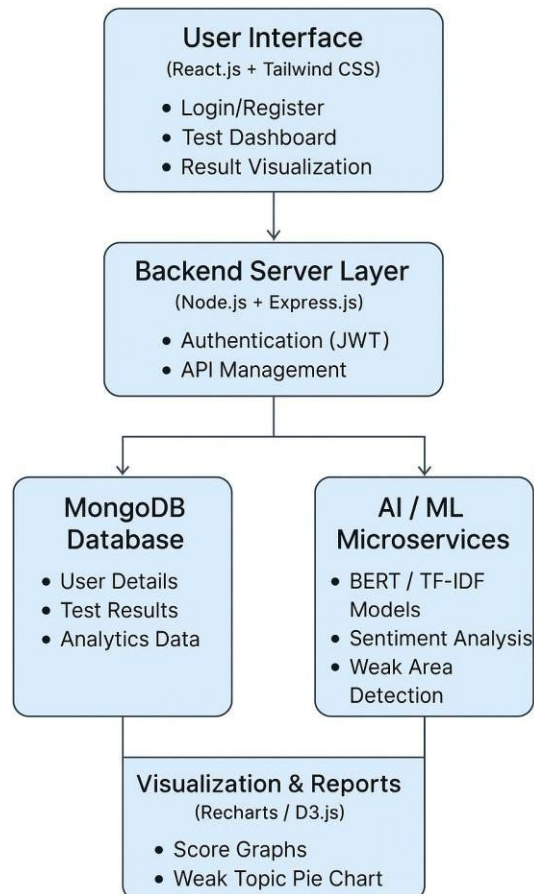 User Interface
(React.js + Tailwind CSS)
• Login/Register
• Test Dashboard
• Result Visualization
Backend Server Layer
(Node.js + Express.js)
• Authentication (JWT)
• API Management
MongoDB
Database
• User Details
• Test Results
• Analytics Data
AI / ML
Microservices
• BERT / TF-IDF
Models
• Sentiment Analysis
• Weak Area
Detection
Visualization & Reports
(Recharts / D3.js)
• Score Graphs
• Weak Topic Pie Chart